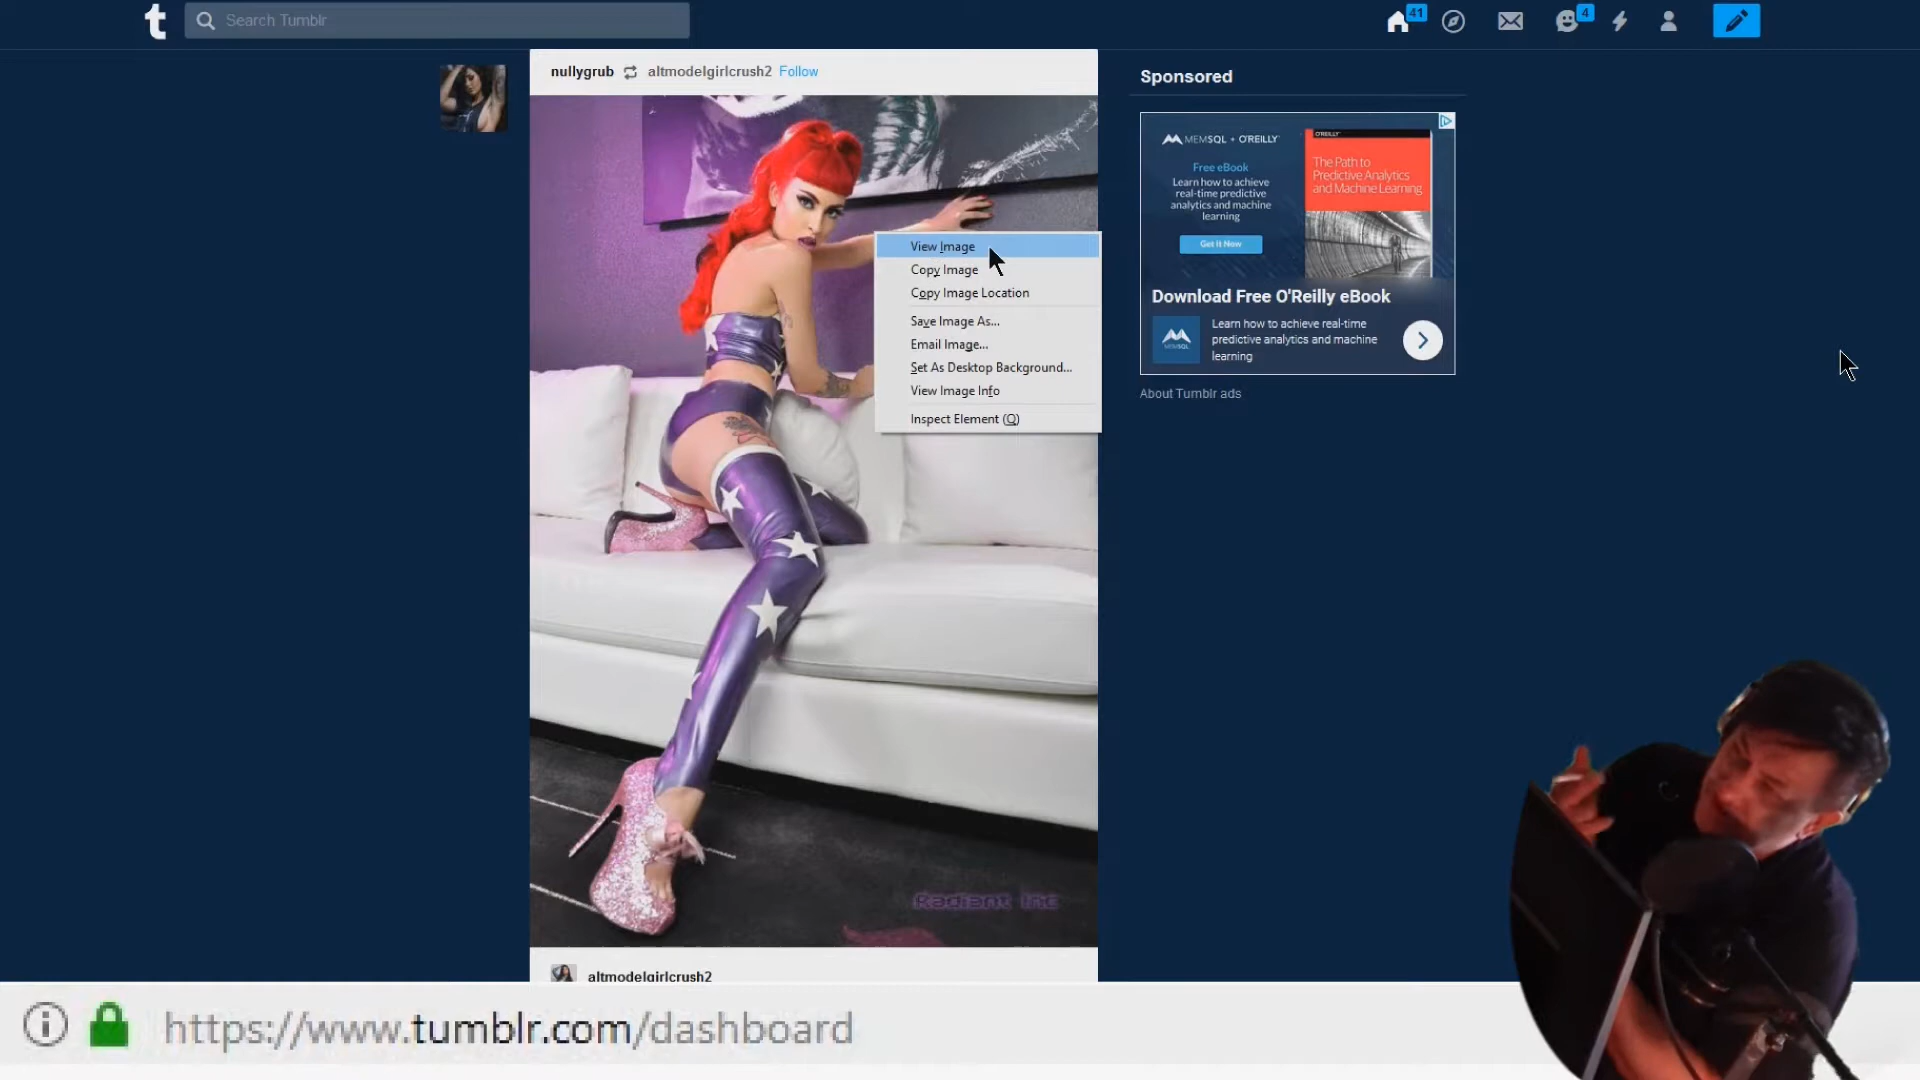 t
Search Tumblr
41
4
nullygrub altmodelgirlcrush2 Follow
Sponsored
MEMSQL + O'REILLY
Free eBook
Learn how to achieve
real-time predictive
analytics and machine
learning
Get It Now
O'REILLY
The Path to
Predictive Analytics
and Machine Learning
Download Free O'Reilly eBook
MEMSQL
Learn how to achieve real-time
predictive analytics and machine
learning
About Tumblr ads
View Image
Copy Image
Copy Image Location
Save Image As...
Email Image...
Set As Desktop Background...
View Image Info
Inspect Element (Q)
Radiant Inc
altmodelgirlcrush2
https://www.tumblr.com/dashboard